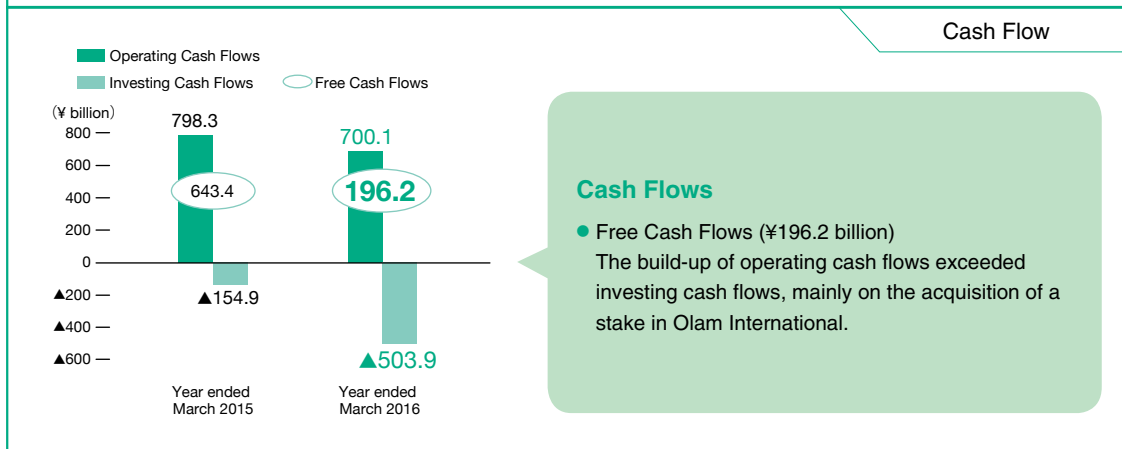 Cash Flow
Operating Cash Flows
Investing Cash Flows
Free Cash Flows
(¥ billion)
800
600
400
200
0
▲200
▲400
▲600
798.3
643.4
▲154.9
700.1
196.2
▲503.9
Year ended
March 2015
Year ended
March 2016
Cash Flows
● Free Cash Flows (¥196.2 billion)
The build-up of operating cash flows exceeded
investing cash flows, mainly on the acquisition of a
stake in Olam International.